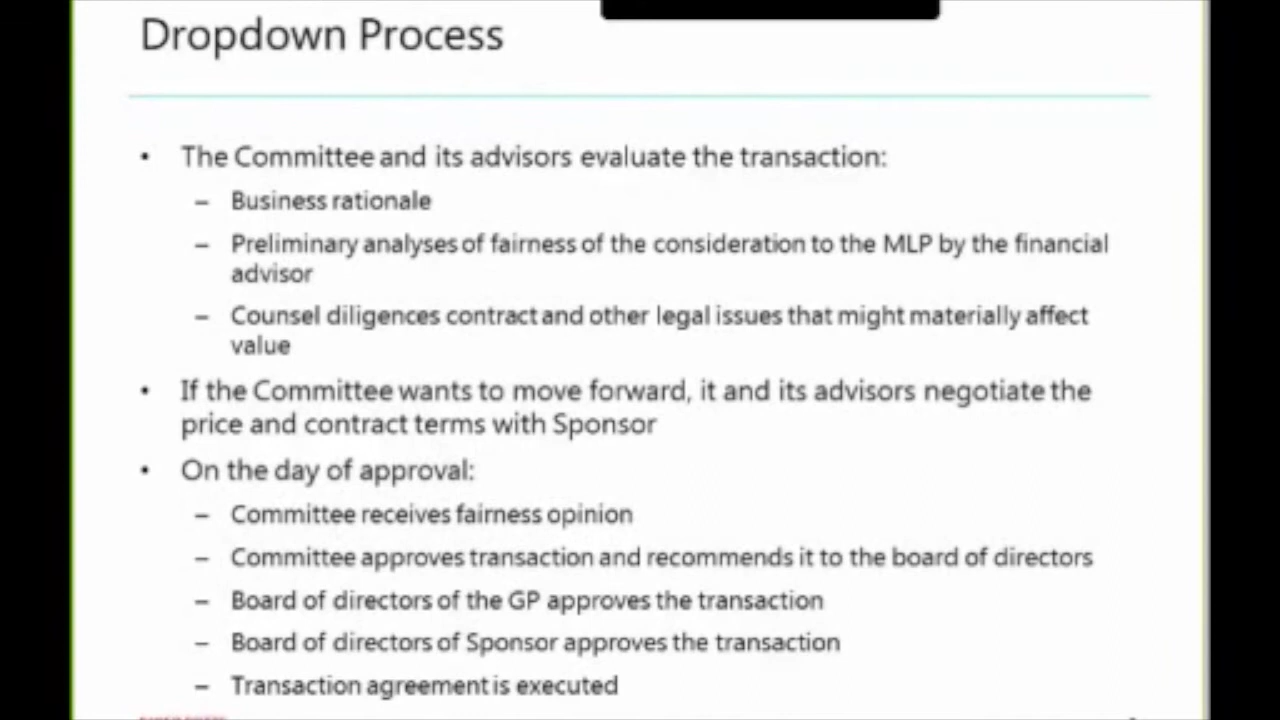 Dropdown Process
• The Committee and its advisors evaluate the transaction:
– Business rationale
– Preliminary analyses of fairness of the consideration to the MLP by the financial
advisor
– Counsel diligences contract and other legal issues that might materially affect
value
• If the Committee wants to move forward, it and its advisors negotiate the
price and contract terms with Sponsor
• On the day of approval:
– Committee receives fairness opinion
– Committee approves transaction and recommends it to the board of directors
– Board of directors of the GP approves the transaction
– Board of directors of Sponsor approves the transaction
– Transaction agreement is executed